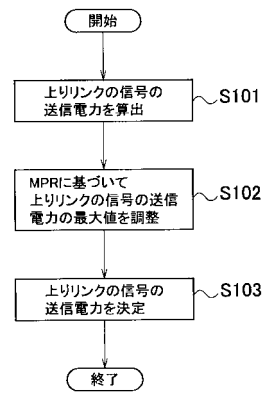 開始
上りリンクの信号の
送信電力を算出
S101
MPRに基づいて
上りリンクの信号の送信
電力の最大値を調整
S102
上りリンクの信号の
送信電力を決定
S103
終了